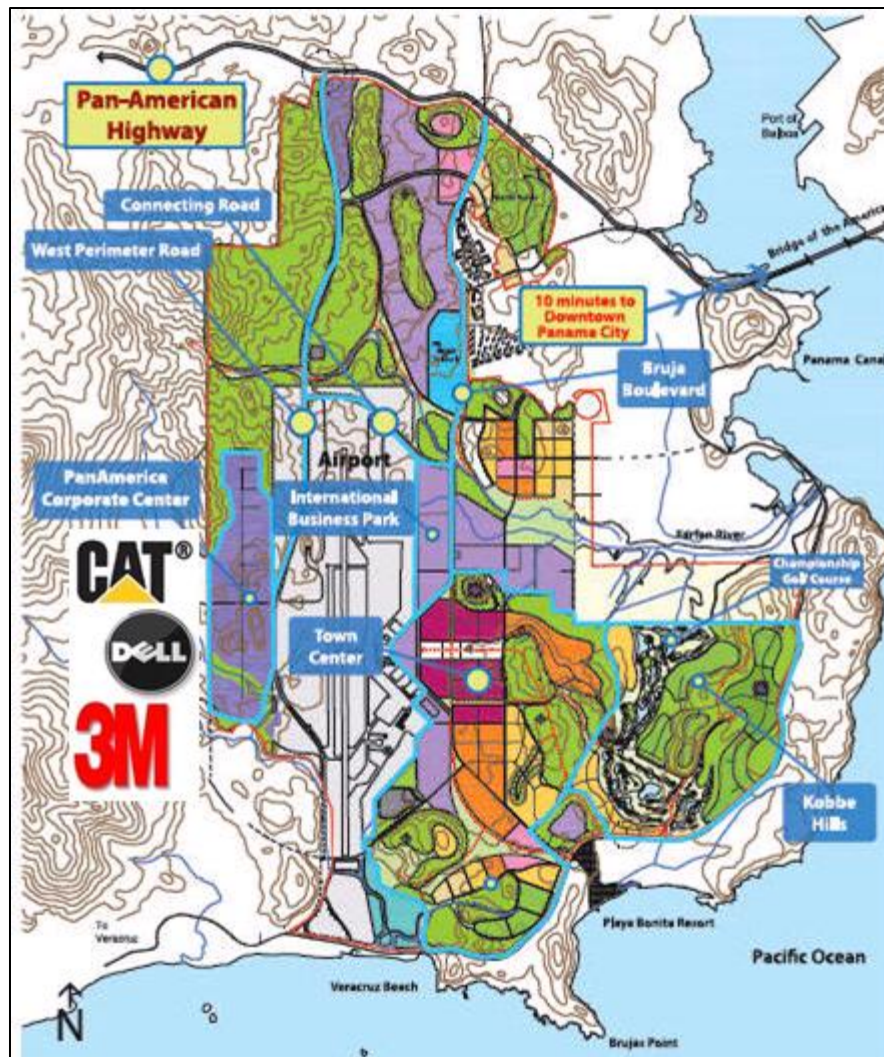 Pan-American
Highway
Port of
Balboa
Connecting Road
West Perimeter Road
Bridge of the America
10 minutes to
Downtown
Panama City
Panama Cana
Bruja
Boulevard
Airport
PanAmerica
Corporate Center
International
Business Park
Farfan River
CAT®
Championship
Golf Course
DELL
Town
Center
3M
Kobbe
Hills
To
Veracruz
Playa Bonita Resort
Pacific Ocean
Veracruz Beach
N
Brujas Point